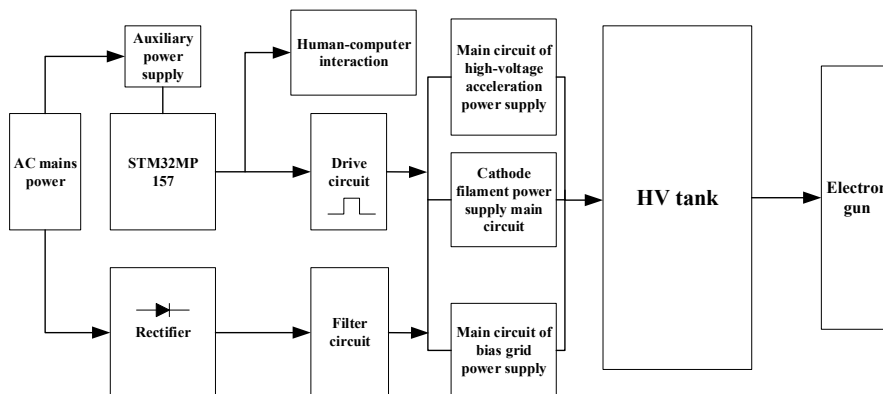 Auxiliary
power
supply
Human-computer
interaction
Main circuit of
high-voltage
acceleration
power supply
AC mains
power
STM32MP
157
Drive
circuit
Cathode
filament power
supply main
circuit
HV tank
Electron
gun
Rectifier
Filter
circuit
Main circuit of
bias grid
power supply